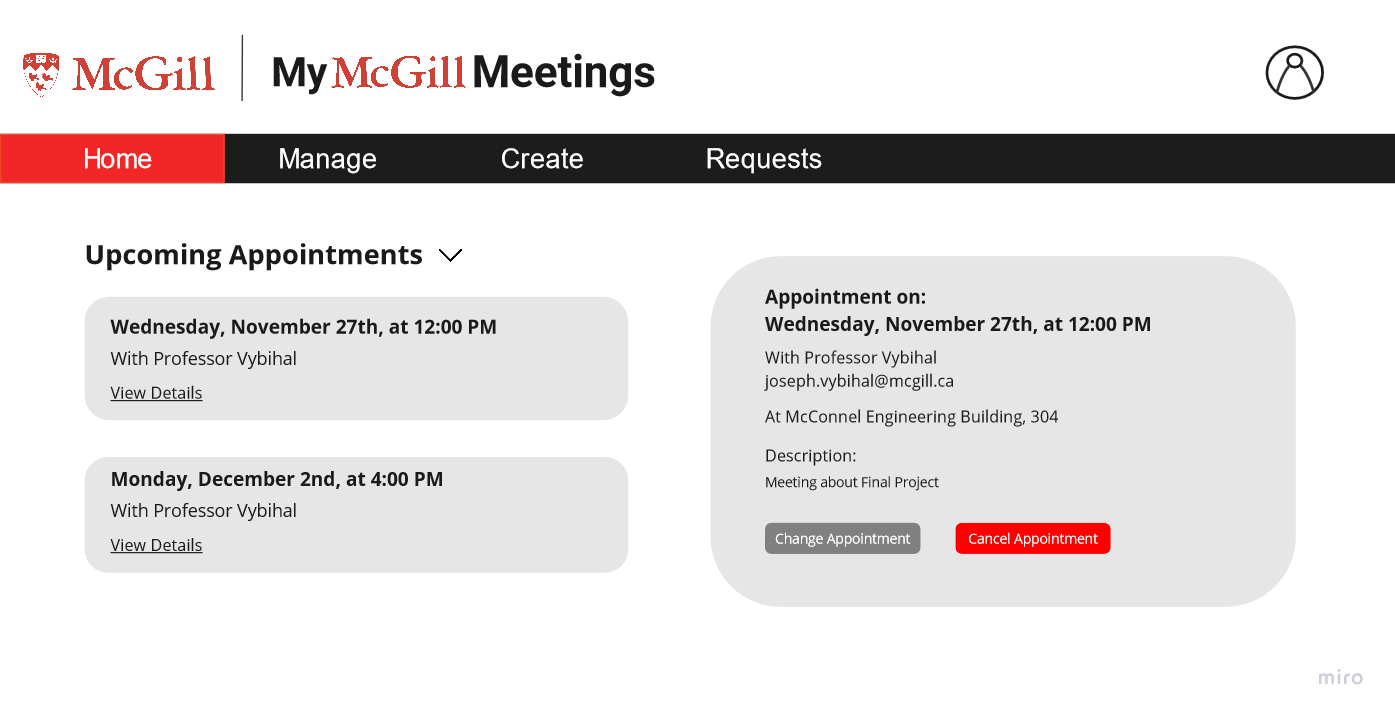 McGill
My McGill Meetings
Home Manage Create Requests
Upcoming Appointments
Wednesday, November 27th, at 12:00 PM
With Professor Vybihal
View Details
Monday, December 2nd, at 4:00 PM
With Professor Vybihal
View Details
Appointment on:
Wednesday, November 27th, at 12:00 PM
With Professor Vybihal
joseph.vybihal@mcgill.ca
At McConnel Engineering Building, 304
Description:
Meeting about Final Project
Change Appointment Cancel Appointment
miro